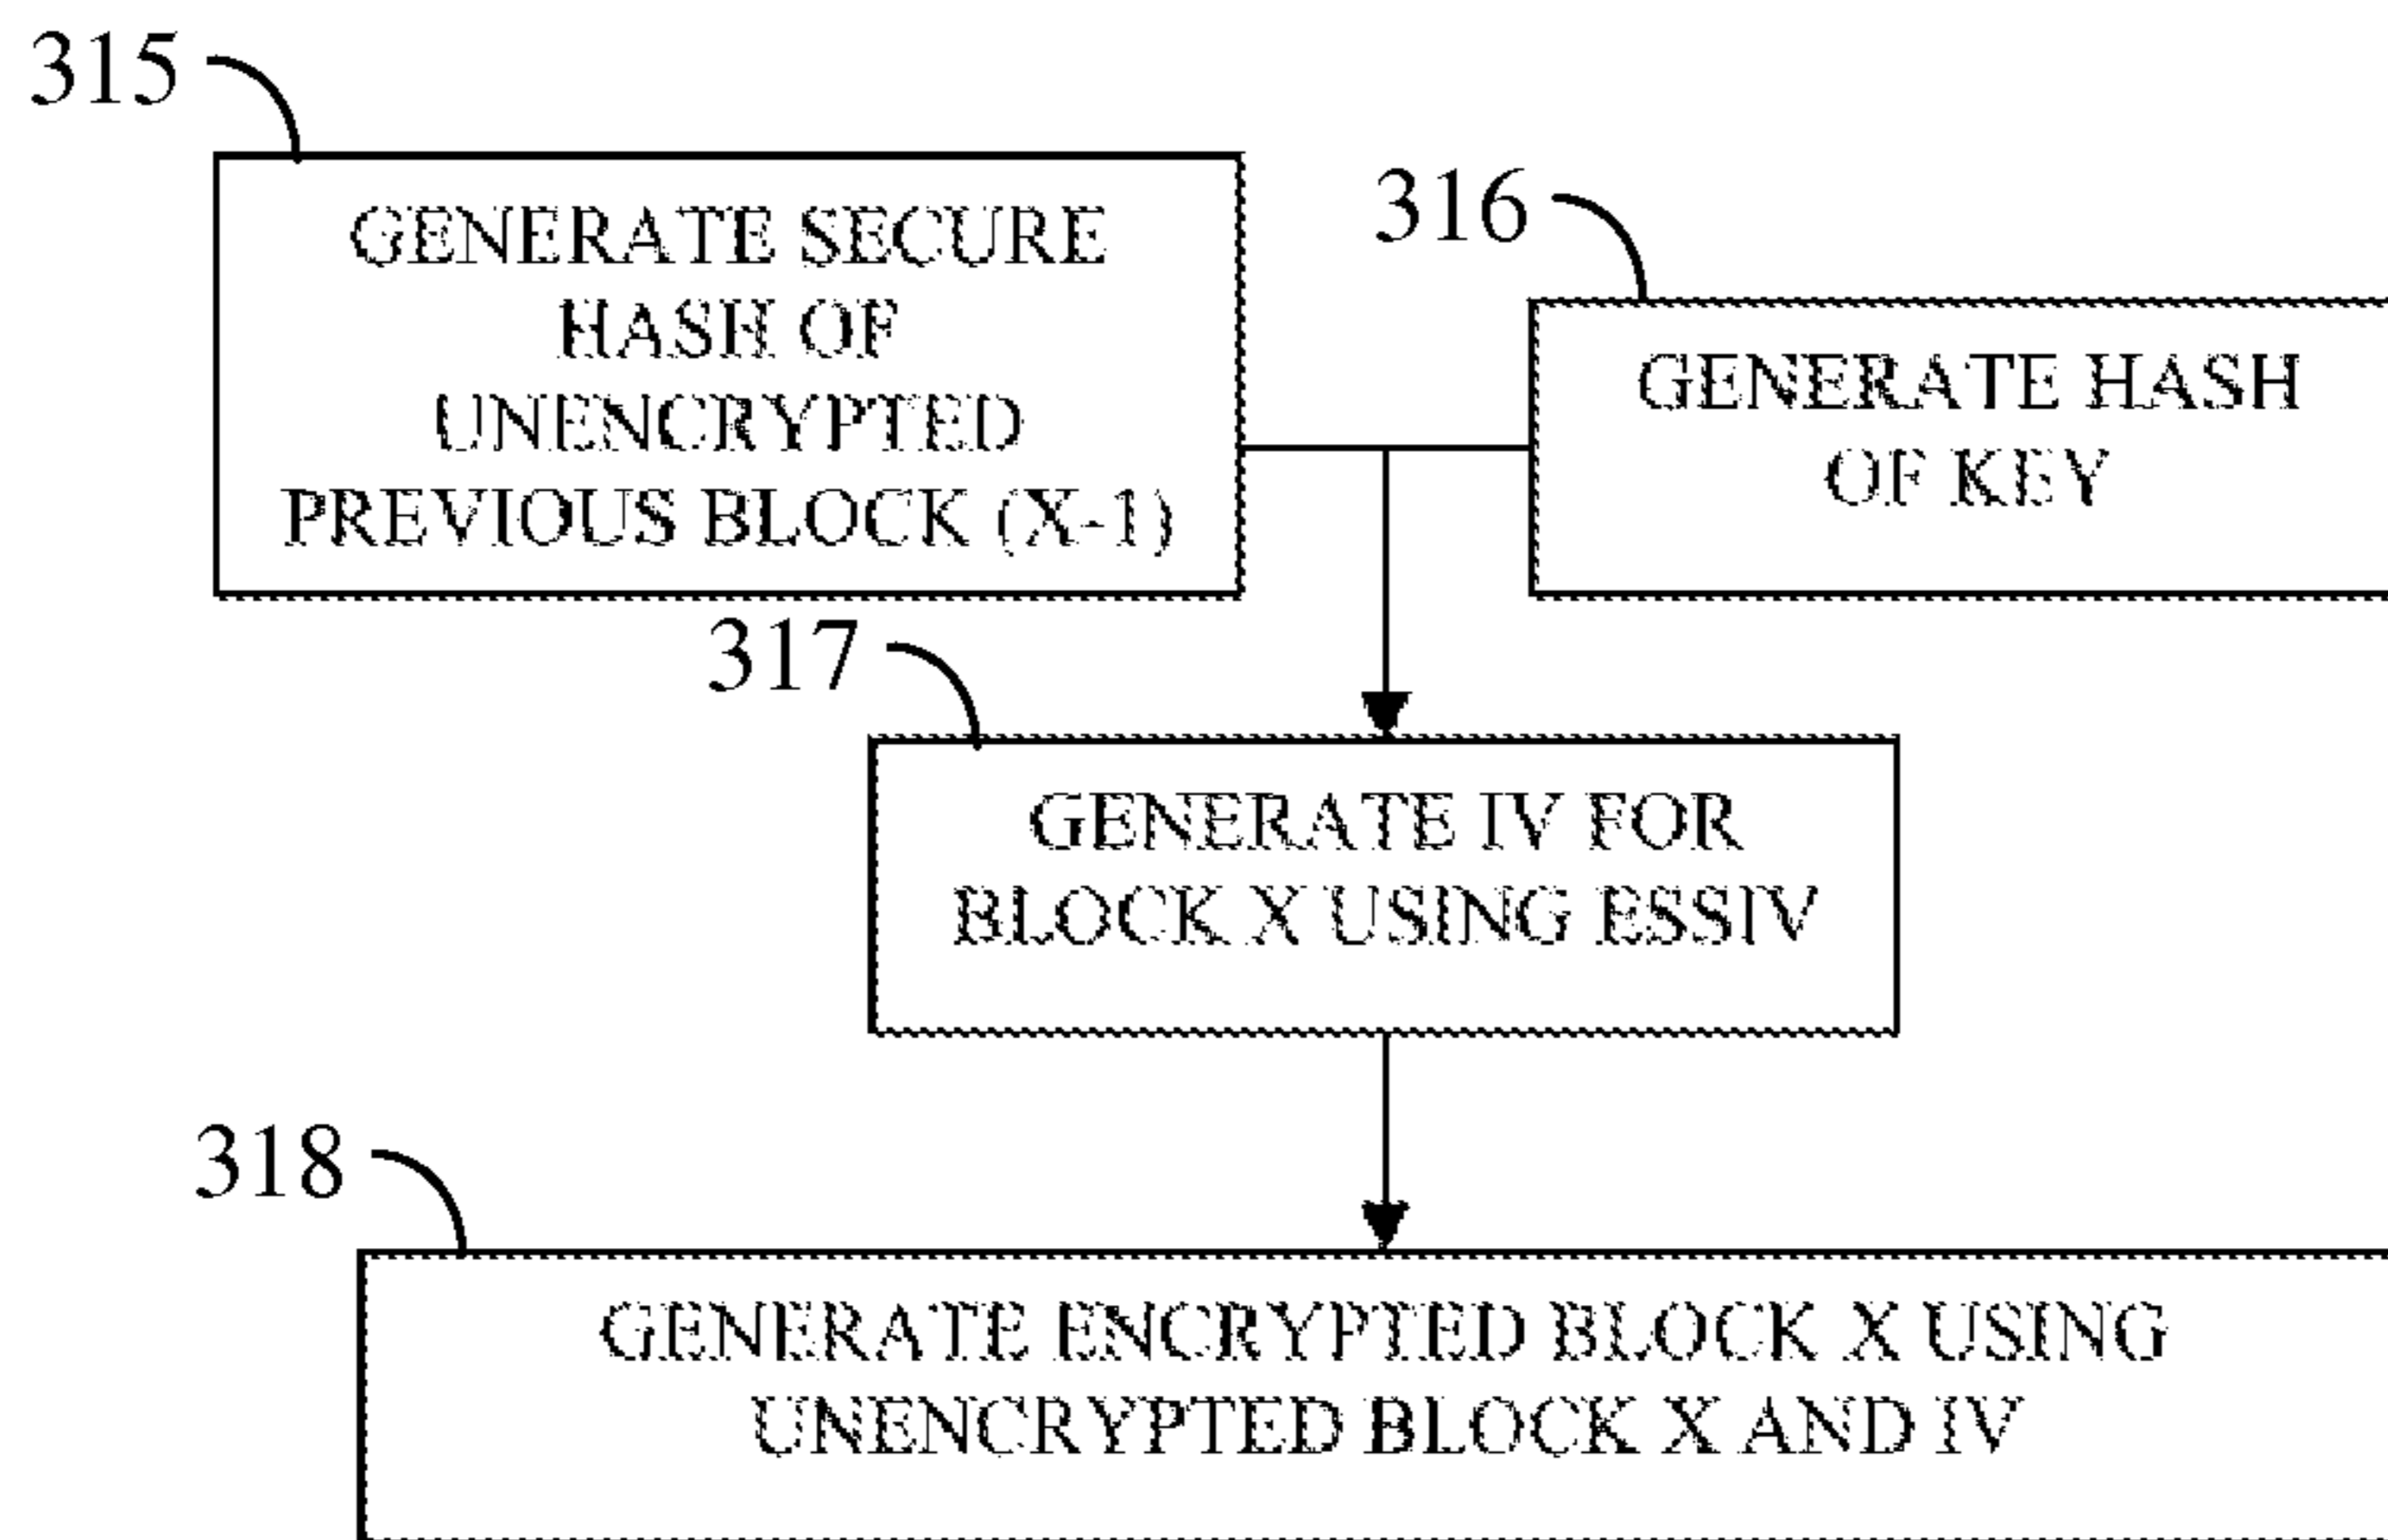 315
GENERATE SECURE
HASH OF
UNENCRYPTED
PREVIOUS BLOCK (X-1)
316
GENERATE HASH
OF KEY
317
GENERATE IV FOR
BLOCK X USING ESSIV
318
GENERATE ENCRYPTED BLOCK X USING
UNENCRYPTED BLOCK X AND IV